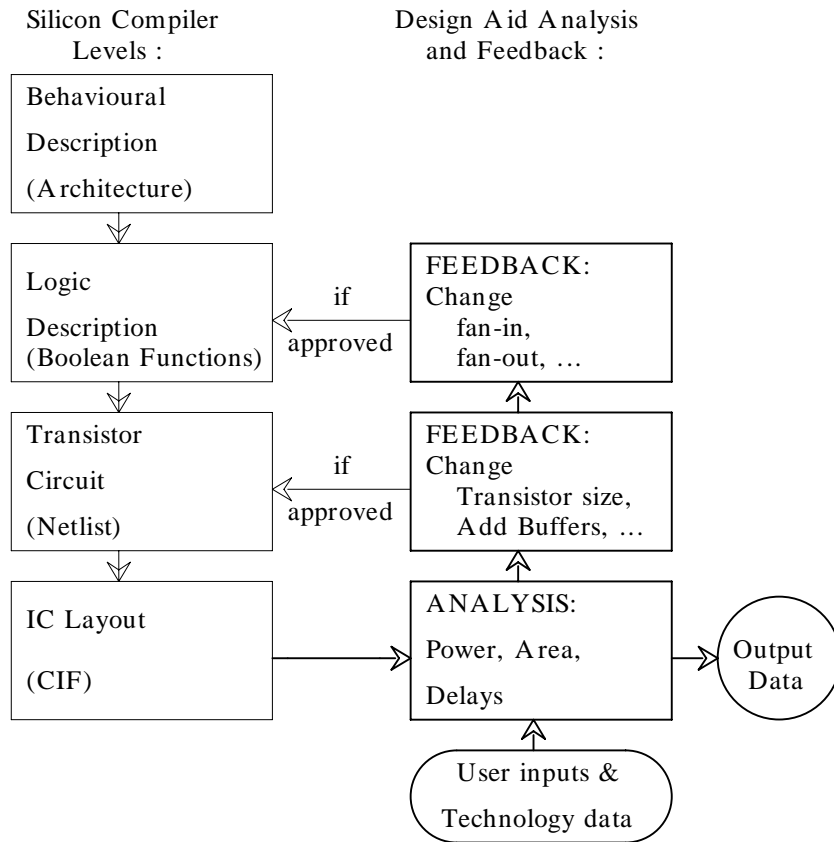 Silicon Compiler
Levels :
Design Aid Analysis
and Feedback :
Behavioural
Description
(Architecture)
Logic
Description
(Boolean Functions)
if
approved
FEEDBACK:
Change
fan-in,
fan-out, ...
Transistor
Circuit
(Netlist)
if
approved
FEEDBACK:
Change
Transistor size,
Add Buffers, ...
IC Layout
(CIF)
ANALYSIS:
Power, Area,
Delays
Output
Data
User inputs &
Technology data